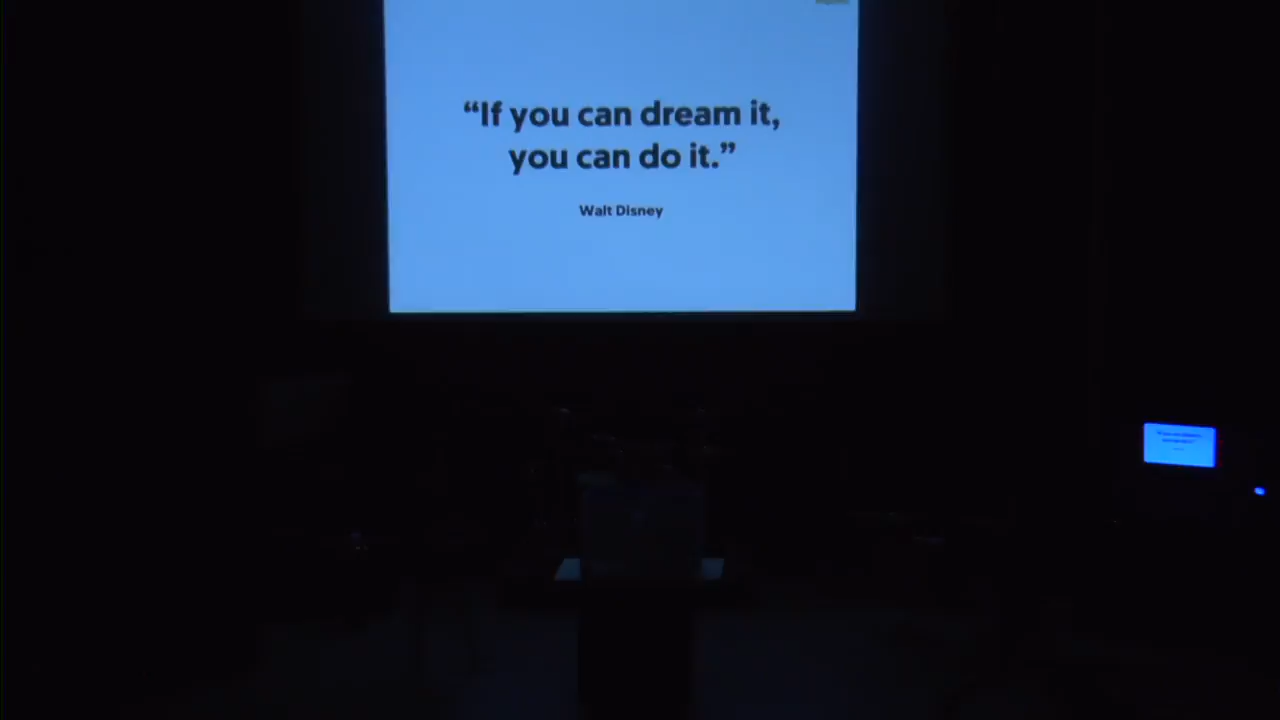 “If you can dream it,
you can do it.”
Walt Disney